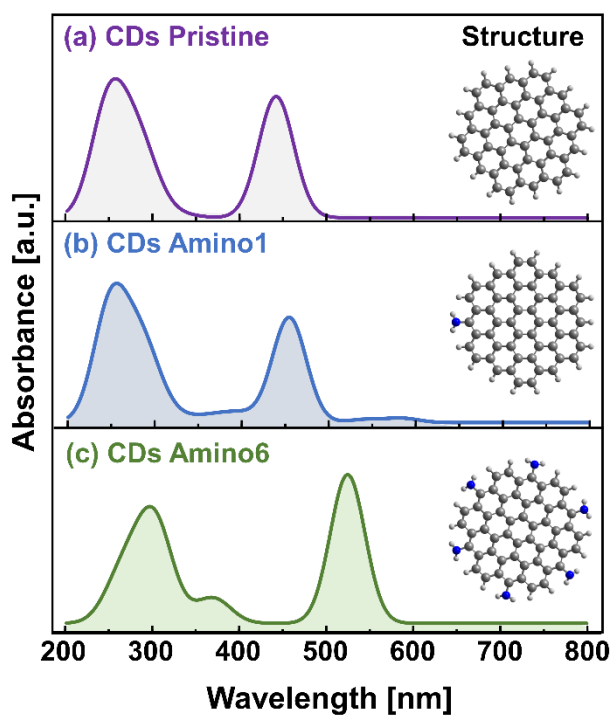 (a) CDs Pristine Structure
(b) CDs Amino1
(c) CDs Amino6
Absorbance [a.u.]
200 300 400 500 600 700 800
Wavelength [nm]